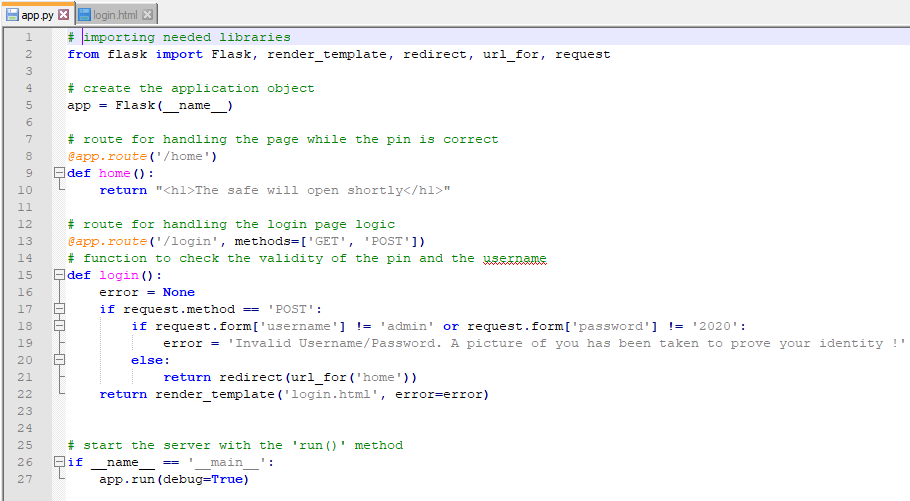 app.py login.html
1 # importing needed libraries
2 from flask import Flask, render_template, redirect, url_for, request
3
4 # create the application object
5 app = Flask(__name__)
6
7 # route for handling the page while the pin is correct
8 @app.route('/home')
9 def home():
10     return "<h1>The safe will open shortly</h1>"
11
12 # route for handling the login page logic
13 @app.route('/login', methods=['GET', 'POST'])
14 # function to check the validity of the pin and the username
15 def login():
16     error = None
17     if request.method == 'POST':
18         if request.form['username'] != 'admin' or request.form['password'] != '2020':
19             error = 'Invalid Username/Password. A picture of you has been taken to prove your identity !'
20         else:
21             return redirect(url_for('home'))
22     return render_template('login.html', error=error)
23
24
25 # start the server with the 'run()' method
26 if __name__ == '__main__':
27     app.run(debug=True)